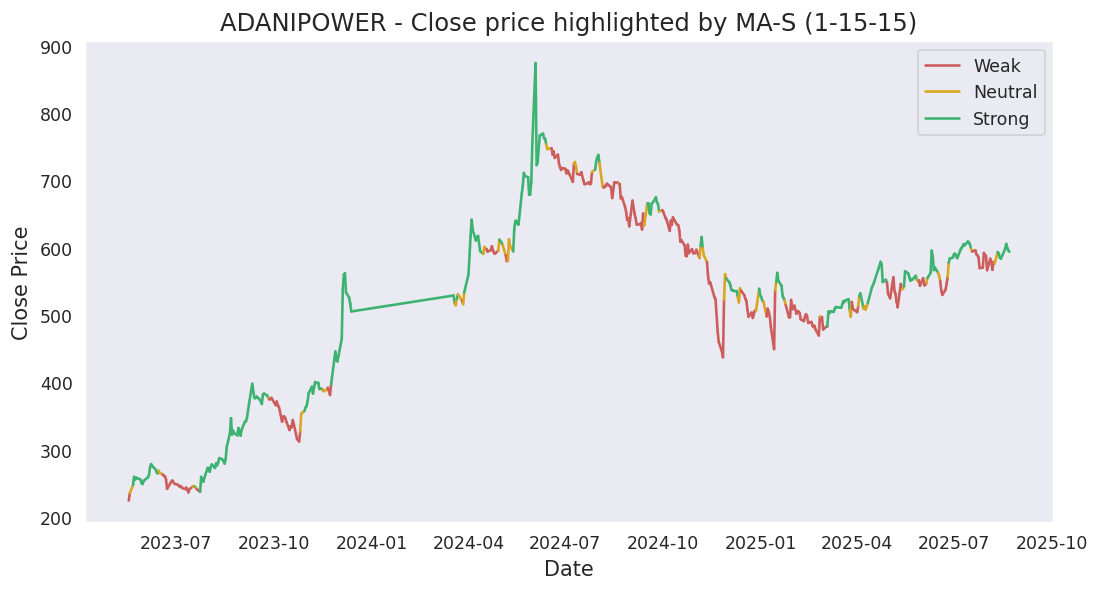 ADANIPOWER - Close price highlighted by MA-S (1-15-15)
Weak
Neutral
Strong
Close Price
900
800
700
600
500
400
300
200
2023-07 2023-10 2024-01 2024-04 2024-07 2024-10 2025-01 2025-04 2025-07 2025-10
Date